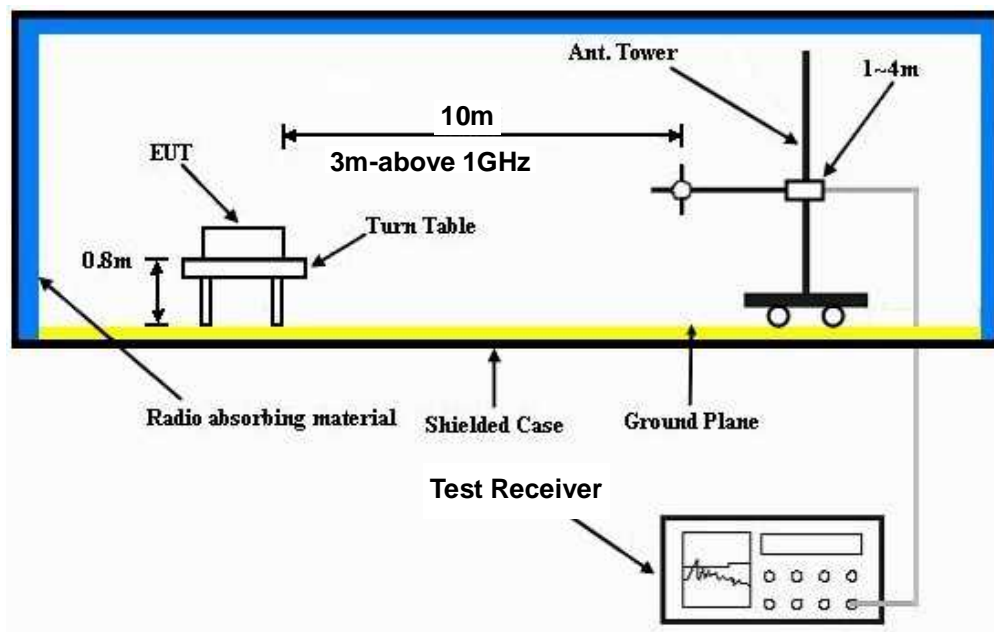 Ant. Tower
1~4m
10m
EUT
3m-above 1GHz
Turn Table
0.8m
Radio absorbing material
Shielded Case
Ground Plane
Test Receiver